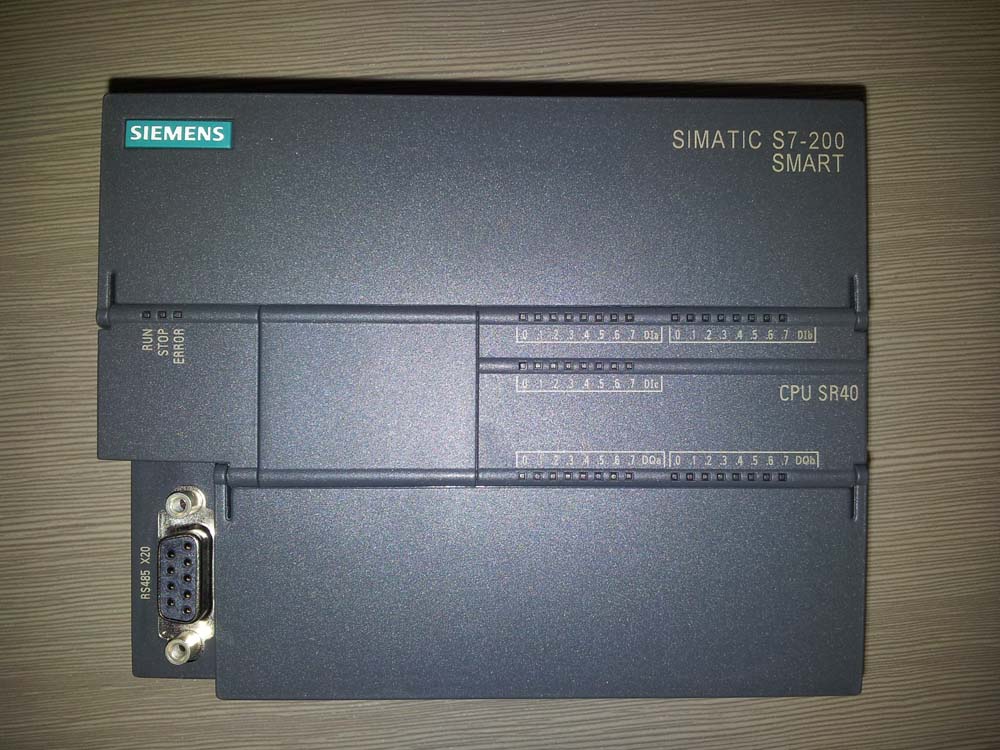 SIEMENS
SIMATIC S7-200
SMART
RUN
STOP
ERROR
.0 .1 .2 .3 .4 .5 .6 .7 DIa
.0 .1 .2 .3 .4 .5 .6 .7 DIb
.0 .1 .2 .3 .4 .5 .6 .7 DIc
CPU SR40
.0 .1 .2 .3 .4 .5 .6 .7 DQa
.0 .1 .2 .3 .4 .5 .6 .7 DQb
RS485 X20